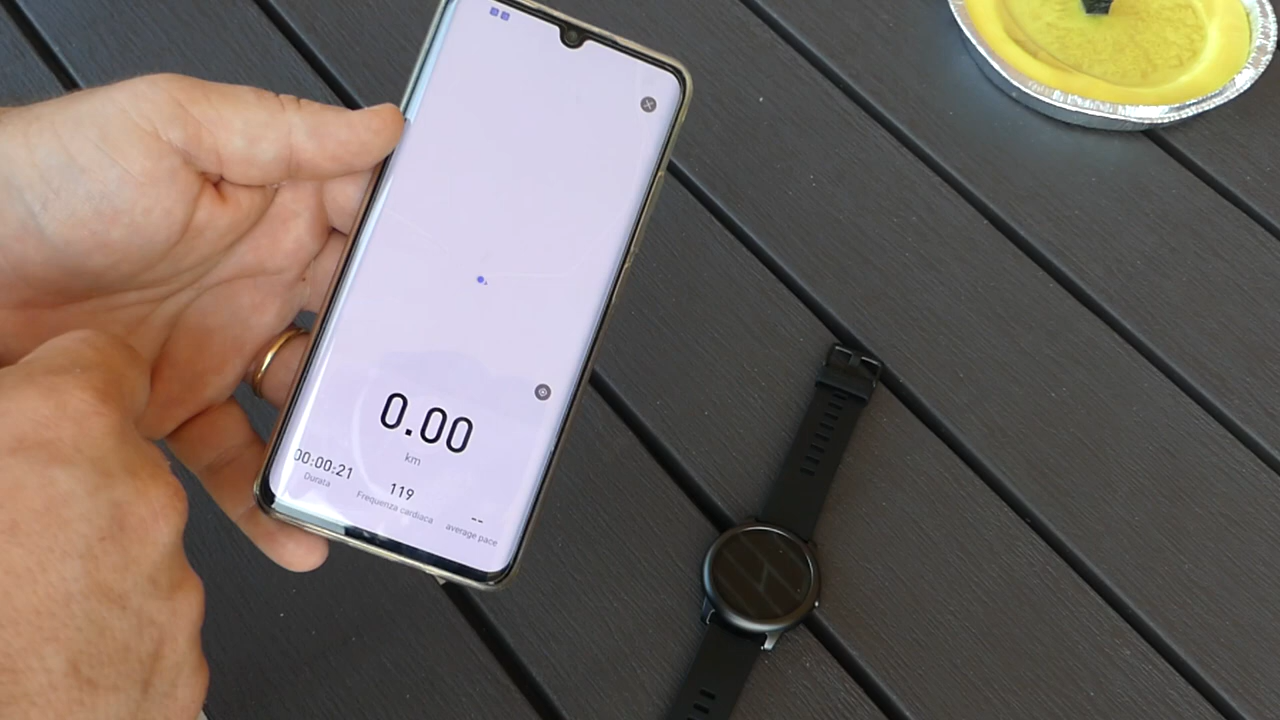 0.00
km
00:00:21
Durata
119
Frequenza cardiaca
--
average pace